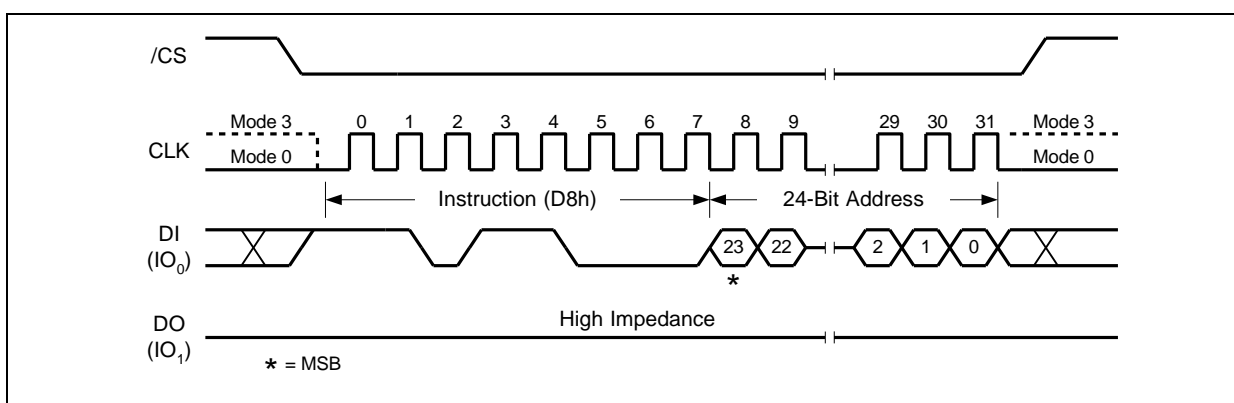 /CS
Mode 3 0 1 2 3 4 5 6 7 8 9 29 30 31 Mode 3
CLK
Mode 0 Mode 0
Instruction (D8h) 24-Bit Address
DI
(IO0)
23 22 2 1 0
*
High Impedance
DO
(IO1)
* = MSB